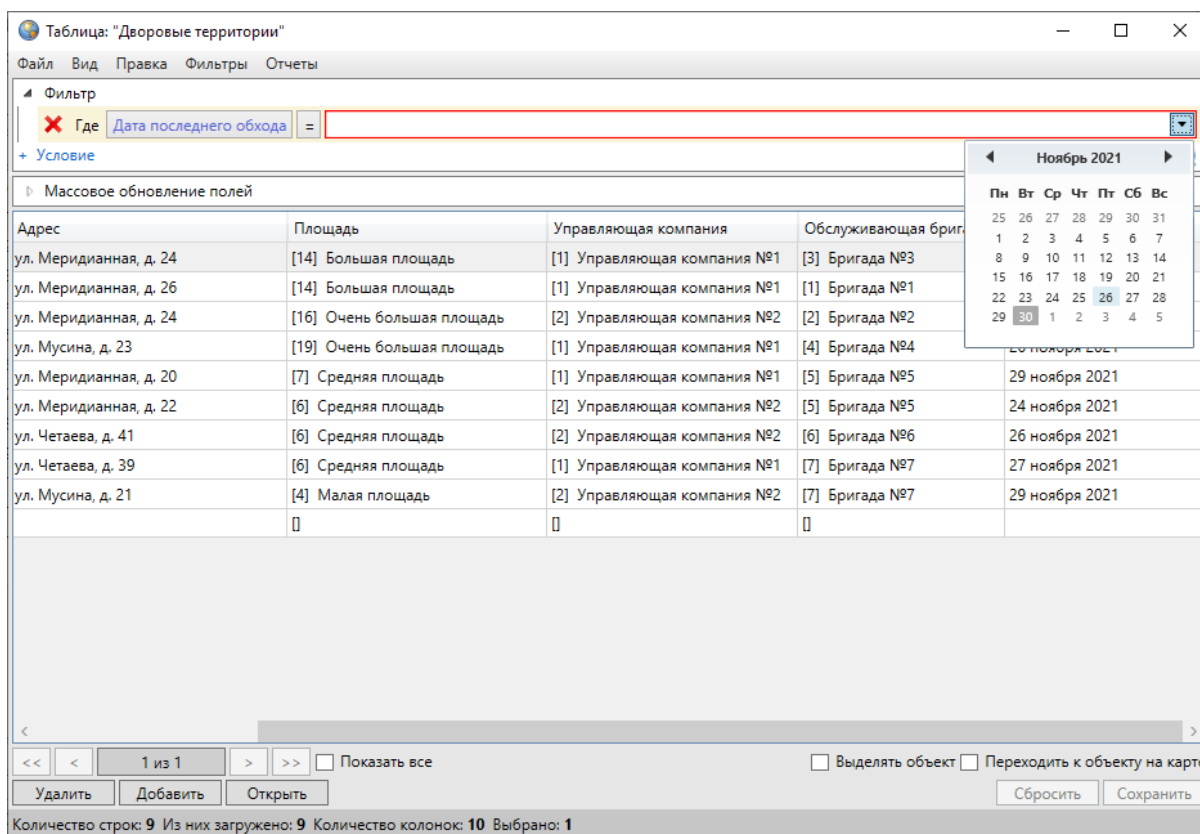 Таблица: "Дворовые территории"
Файл Вид Правка Фильтры Отчеты
Фильтр
Где Дата последнего обхода =
+ Условие
Ноябрь 2021
Массовое обновление полей
Пн Вт Ср Чт Пт Сб Вс
25 26 27 28 29 30 31
1 2 3 4 5 6 7
8 9 10 11 12 13 14
15 16 17 18 19 20 21
22 23 24 25 26 27 28
29 30 1 2 3 4 5
Адрес Площадь Управляющая компания Обслуживающая брига
ул. Меридианная, д. 24 [14] Большая площадь [1] Управляющая компания №1 [3] Бригада №3
ул. Меридианная, д. 26 [14] Большая площадь [1] Управляющая компания №1 [1] Бригада №1
ул. Меридианная, д. 24 [16] Очень большая площадь [2] Управляющая компания №2 [2] Бригада №2
ул. Мусина, д. 23 [19] Очень большая площадь [1] Управляющая компания №1 [4] Бригада №4
ул. Меридианная, д. 20 [7] Средняя площадь [1] Управляющая компания №1 [5] Бригада №5 29 ноября 2021
ул. Меридианная, д. 22 [6] Средняя площадь [2] Управляющая компания №2 [5] Бригада №5 24 ноября 2021
ул. Четаева, д. 41 [6] Средняя площадь [2] Управляющая компания №2 [6] Бригада №6 26 ноября 2021
ул. Четаева, д. 39 [6] Средняя площадь [1] Управляющая компания №1 [7] Бригада №7 27 ноября 2021
ул. Мусина, д. 21 [4] Малая площадь [2] Управляющая компания №2 [7] Бригада №7 29 ноября 2021
[] [] []
<< < 1 из 1 > >> Показать все Выделять объект Переходить к объекту на карт
Удалить Добавить Открыть Сбросить Сохранить
Количество строк: 9 Из них загружено: 9 Количество колонок: 10 Выбрано: 1